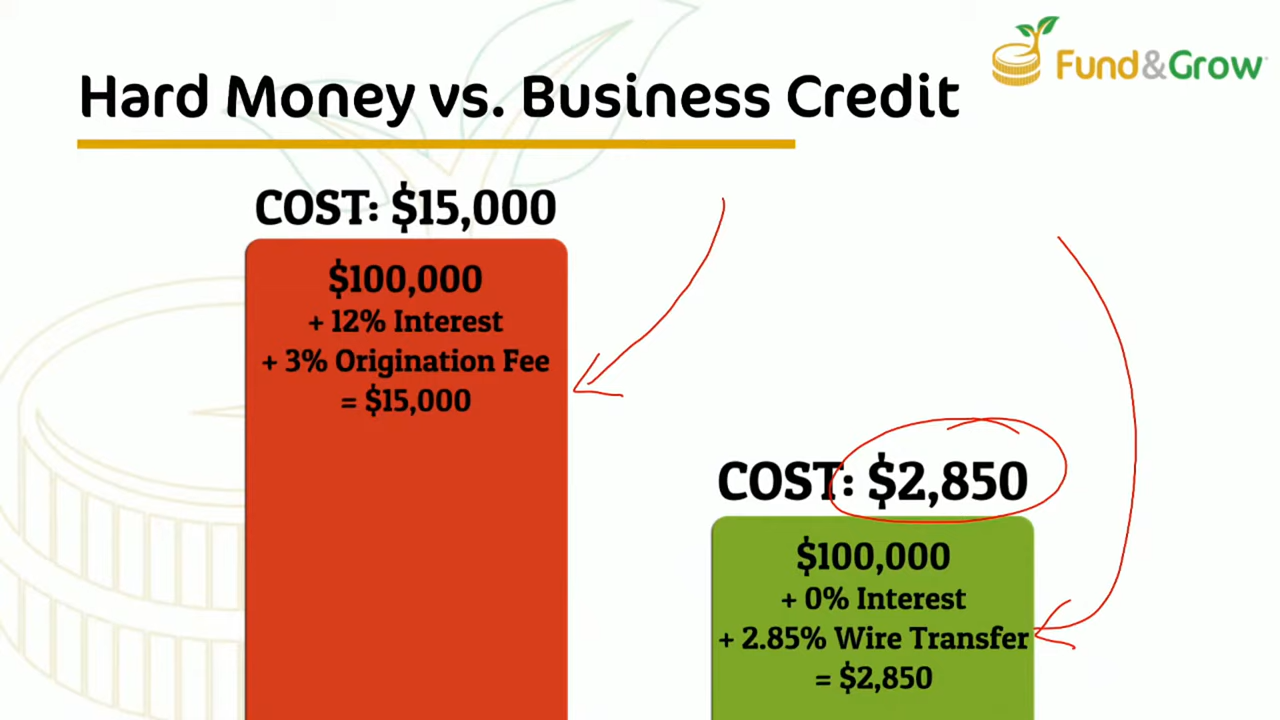 Fund&Grow
Hard Money vs. Business Credit
COST: $15,000
$100,000
+ 12% Interest
+ 3% Origination Fee
= $15,000
COST: $2,850
$100,000
+ 0% Interest
+ 2.85% Wire Transfer
= $2,850